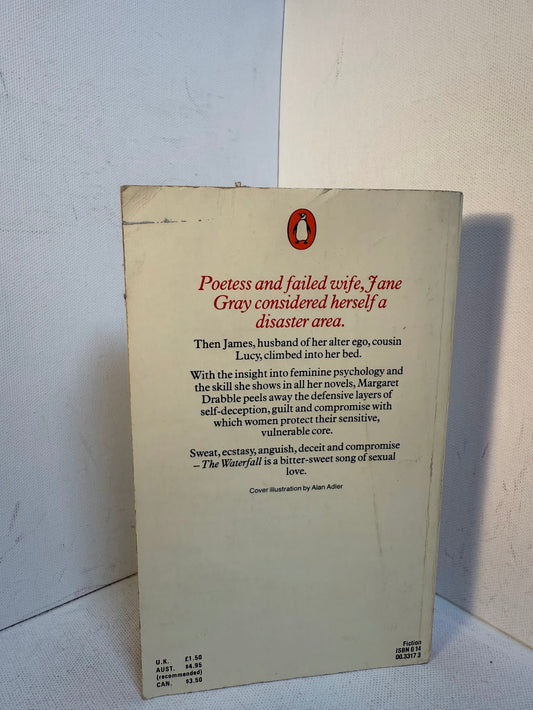 Poetess and failed wife, Jane
Gray considered herself a
disaster area.
Then James, husband of her alter ego, cousin
Lucy, climbed into her bed.
With the insight into feminine psychology and
the skill she shows in all her novels, Margaret
Drabble peels away the defensive layers of
self-deception, guilt and compromise with
which women protect their sensitive,
vulnerable core.
Sweat, ecstasy, anguish, deceit and compromise
– The Waterfall is a bitter-sweet song of sexual
love.
Cover illustration by Alan Adler
U.K. £1.50
AUST. $4.95
(recommended)
CAN. $3.50
Fiction
ISBN 0 14
00.3317 3